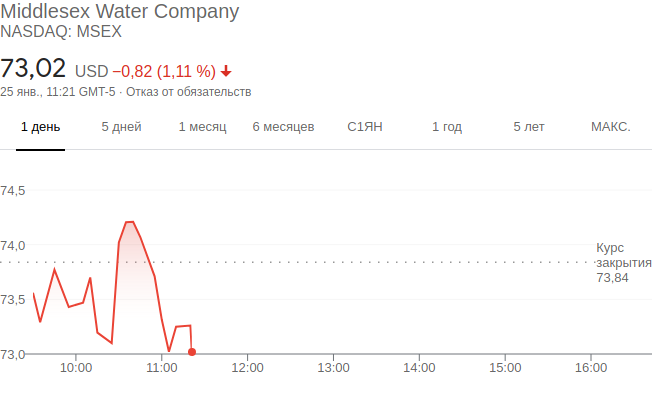 Middlesex Water Company
NASDAQ: MSEX
73,02 USD −0,82 (1,11 %)
25 янв., 11:21 GMT-5 · Отказ от обязательств
1 день 5 дней 1 месяц 6 месяцев С1ЯН 1 год 5 лет МАКС.
74,5
74,0
Курс
закрытия
73,84
73,5
73,0
10:00 11:00 12:00 13:00 14:00 15:00 16:00